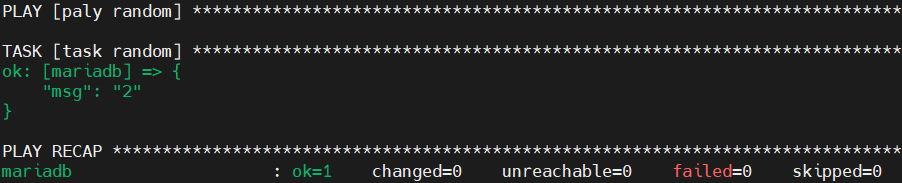 PLAY [paly random] ***********************************************************************
TASK [task random] ***********************************************************************
ok: [mariadb] => {
    "msg": "2"
}
PLAY RECAP *******************************************************************************
mariadb                    : ok=1    changed=0    unreachable=0    failed=0    skipped=0